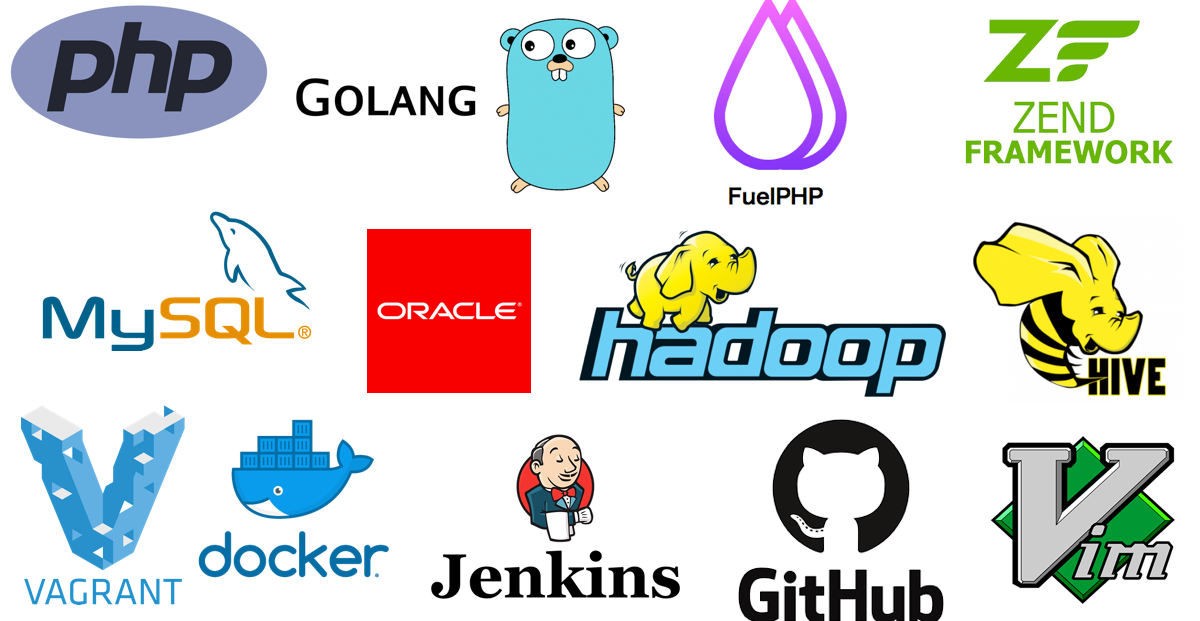 php
GOLANG
FuelPHP
ZF
ZEND
FRAMEWORK
MySQL®
ORACLE®
hadoop
HIVE
V
VAGRANT
docker.
Jenkins
GitHub
Vim